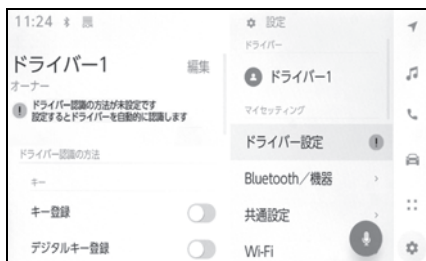 11:24
ドライバー1
編集
オーナー
ドライバー認識の方法が未設定です
設定するとドライバーを自動的に認識します
ドライバー認識の方法
キー
キー登録
デジタルキー登録
設定
ドライバー
ドライバー1
マイセッティング
ドライバー設定
Bluetooth/機器
共通設定
Wi-Fi